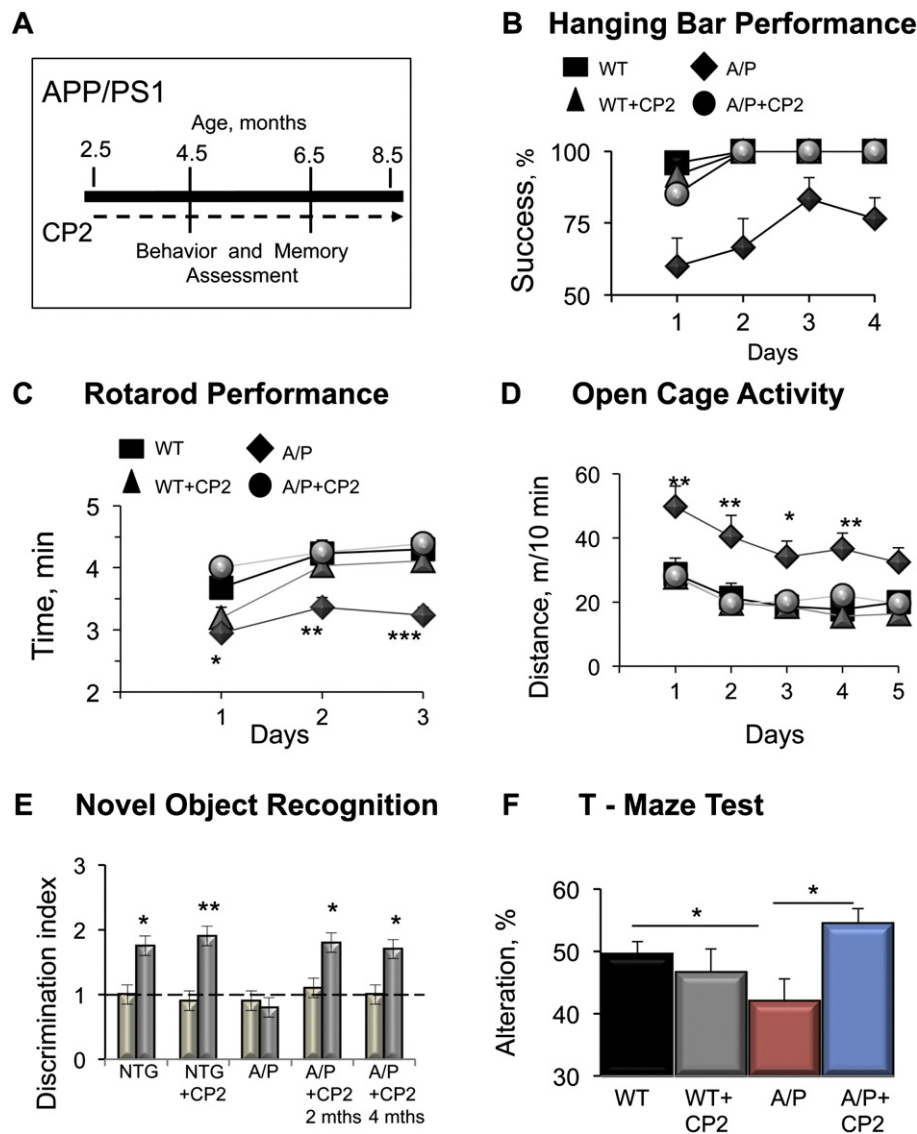 A
APP/PS1
Age, months
2.5 4.5 6.5 8.5
CP2
Behavior and Memory
Assessment
B Hanging Bar Performance
WT A/P
WT+CP2 A/P+CP2
Success, %
100
75
50
1 2 3 4
Days
C Rotarod Performance
WT A/P
WT+CP2 A/P+CP2
Time, min
5
4
3
2
* ** ***
1 2 3
Days
D Open Cage Activity
Distance, m/10 min
60
40
20
0
** ** * **
1 2 3 4 5
Days
E Novel Object Recognition
Discrimination index
3
2
1
0
* ** * *
NTG NTG A/P A/P A/P
+CP2 +CP2 +CP2
2 mths 4 mths
F T - Maze Test
Alteration, %
60
50
40
30
* *
WT WT+ A/P A/P+
CP2 CP2